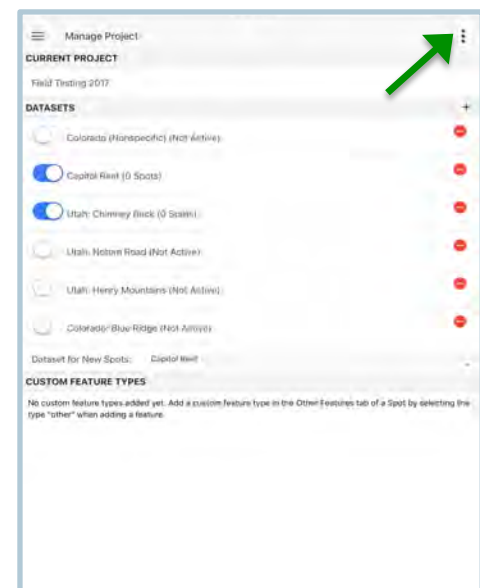 Manage Project
CURRENT PROJECT
Field Testing 2017
DATASETS
Colorado (Nonspecific) (Not Active)
Capitol Reef (0 Spots)
Utah: Chimney Rock (0 Spots)
Utah: Notom Road (Not Active)
Utah: Henry Mountains (Not Active)
Colorado: Blue Ridge (Not Active)
Dataset for New Spots: Capitol Reef
CUSTOM FEATURE TYPES
No custom feature types added yet. Add a custom feature type in the Other Features tab of a Spot by selecting the
type "other" when adding a feature.